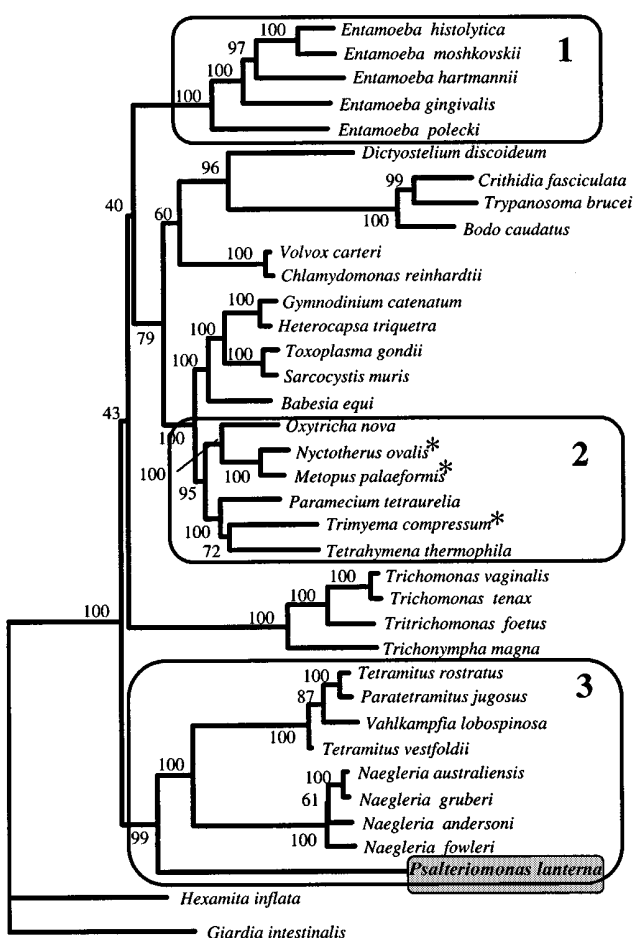 100
Entamoeba histolytica
97
Entamoeba moshkovskii
1
100
Entamoeba hartmannii
100
Entamoeba gingivalis
Entamoeba polecki
Dictyostelium discoideum
96
99
Crithidia fasciculata
Trypanosoma brucei
40
60
100
Bodo caudatus
100
Volvox carteri
Chlamydomonas reinhardtii
100
Gymnodinium catenatum
79
100
Heterocapsa triquetra
100
100
Toxoplasma gondii
Sarcocystis muris
Babesia equi
43
100
Oxytricha nova
Nyctotherus ovalis*
2
100
100
Metopus palaeformis*
95
Paramecium tetraurelia
100
Trimyema compressum*
72
Tetrahymena thermophila
100
Trichomonas vaginalis
100
Trichomonas tenax
100
100
Tritrichomonas foetus
Trichonympha magna
100
Tetramitus rostratus
3
87
Paratetramitus jugosus
Vahlkampfia lobospinosa
100
Tetramitus vestfoldii
100
100
Naegleria australiensis
61
Naegleria gruberi
99
Naegleria andersoni
100
Naegleria fowleri
Psalteriomonas lanterna
Hexamita inflata
Giardia intestinalis